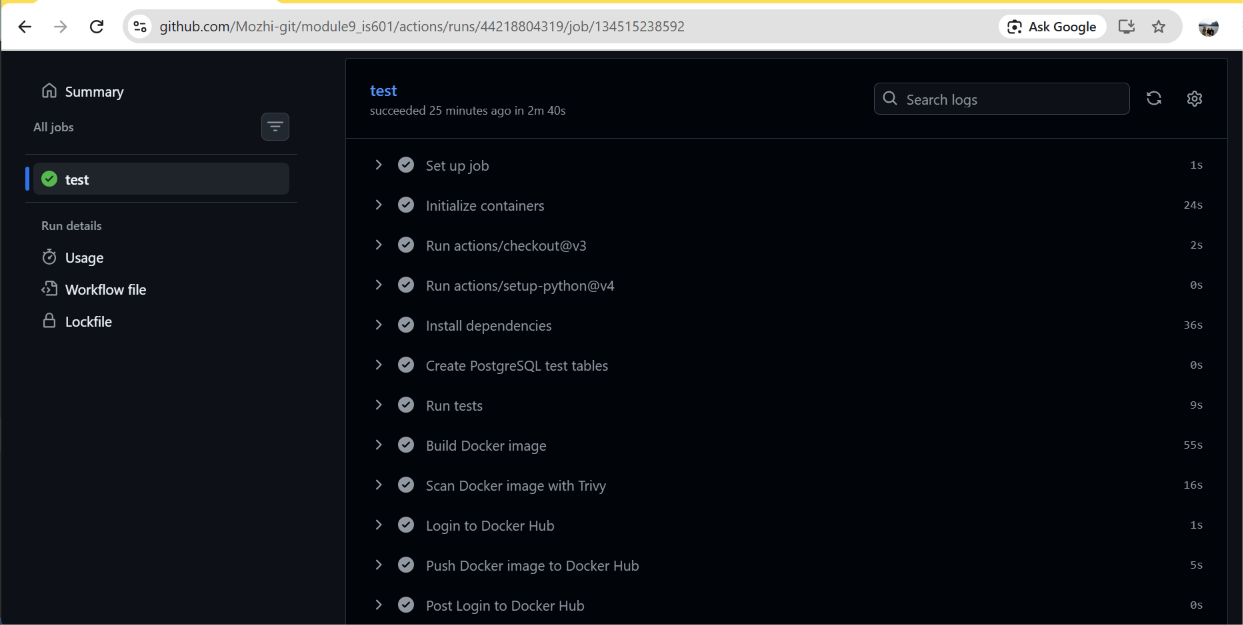 github.com/Mozhi-git/module9_is601/actions/runs/44218804319/job/134515238592
Ask Google
Summary
All jobs
test
Run details
Usage
Workflow file
Lockfile
test
succeeded 25 minutes ago in 2m 40s
Search logs
Set up job 1s
Initialize containers 24s
Run actions/checkout@v3 2s
Run actions/setup-python@v4 0s
Install dependencies 36s
Create PostgreSQL test tables 0s
Run tests 9s
Build Docker image 55s
Scan Docker image with Trivy 16s
Login to Docker Hub 1s
Push Docker image to Docker Hub 5s
Post Login to Docker Hub 0s